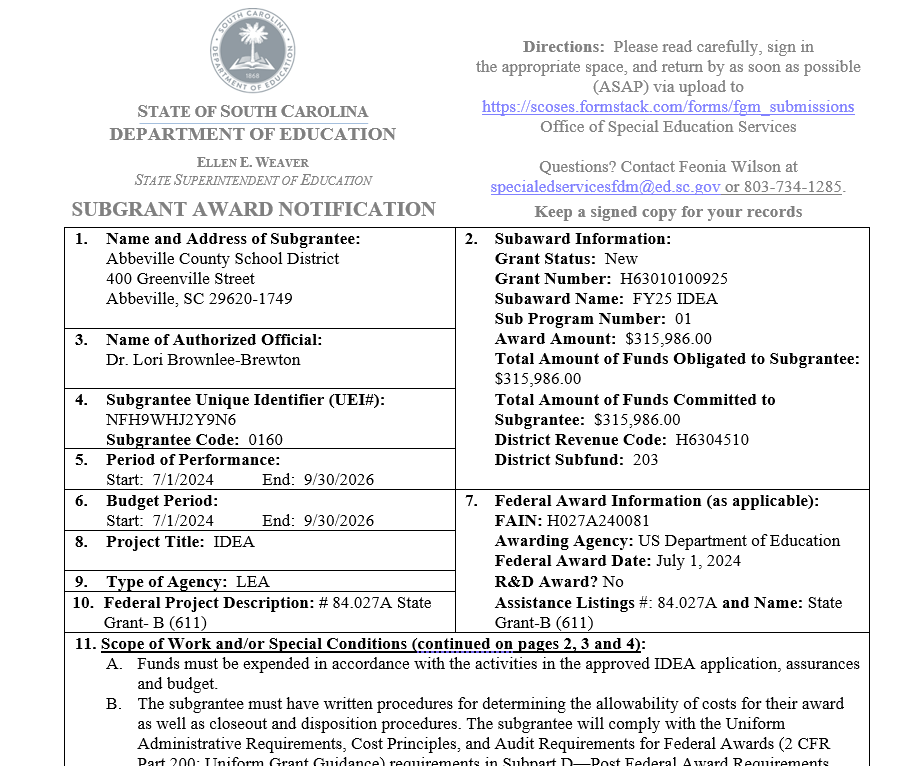 SOUTH CAROLINA
DEPARTMENT OF EDUCATION
1868
STATE OF SOUTH CAROLINA
DEPARTMENT OF EDUCATION
ELLEN E. WEAVER
STATE SUPERINTENDENT OF EDUCATION
SUBGRANT AWARD NOTIFICATION
Directions: Please read carefully, sign in
the appropriate space, and return by as soon as possible
(ASAP) via upload to
https://scoses.formstack.com/forms/fgm_submissions
Office of Special Education Services
Questions? Contact Feonia Wilson at
specialedservicesfdm@ed.sc.gov or 803-734-1285.
Keep a signed copy for your records
1. Name and Address of Subgrantee:
Abbeville County School District
400 Greenville Street
Abbeville, SC 29620-1749
3. Name of Authorized Official:
Dr. Lori Brownlee-Brewton
4. Subgrantee Unique Identifier (UEI#):
NFH9WHJ2Y9N6
Subgrantee Code: 0160
5. Period of Performance:
Start: 7/1/2024 End: 9/30/2026
6. Budget Period:
Start: 7/1/2024 End: 9/30/2026
8. Project Title: IDEA
9. Type of Agency: LEA
10. Federal Project Description: # 84.027A State
Grant- B (611)
2. Subaward Information:
Grant Status: New
Grant Number: H63010100925
Subaward Name: FY25 IDEA
Sub Program Number: 01
Award Amount: $315,986.00
Total Amount of Funds Obligated to Subgrantee:
$315,986.00
Total Amount of Funds Committed to
Subgrantee: $315,986.00
District Revenue Code: H6304510
District Subfund: 203
7. Federal Award Information (as applicable):
FAIN: H027A240081
Awarding Agency: US Department of Education
Federal Award Date: July 1, 2024
R&D Award? No
Assistance Listings #: 84.027A and Name: State
Grant-B (611)
11. Scope of Work and/or Special Conditions (continued on pages 2, 3 and 4):
A. Funds must be expended in accordance with the activities in the approved IDEA application, assurances
and budget.
B. The subgrantee must have written procedures for determining the allowability of costs for their award
as well as closeout and disposition procedures. The subgrantee will comply with the Uniform
Administrative Requirements, Cost Principles, and Audit Requirements for Federal Awards (2 CFR
Part 200: Uniform Grant Guidance) requirements in Subpart D—Post Federal Award Requirements